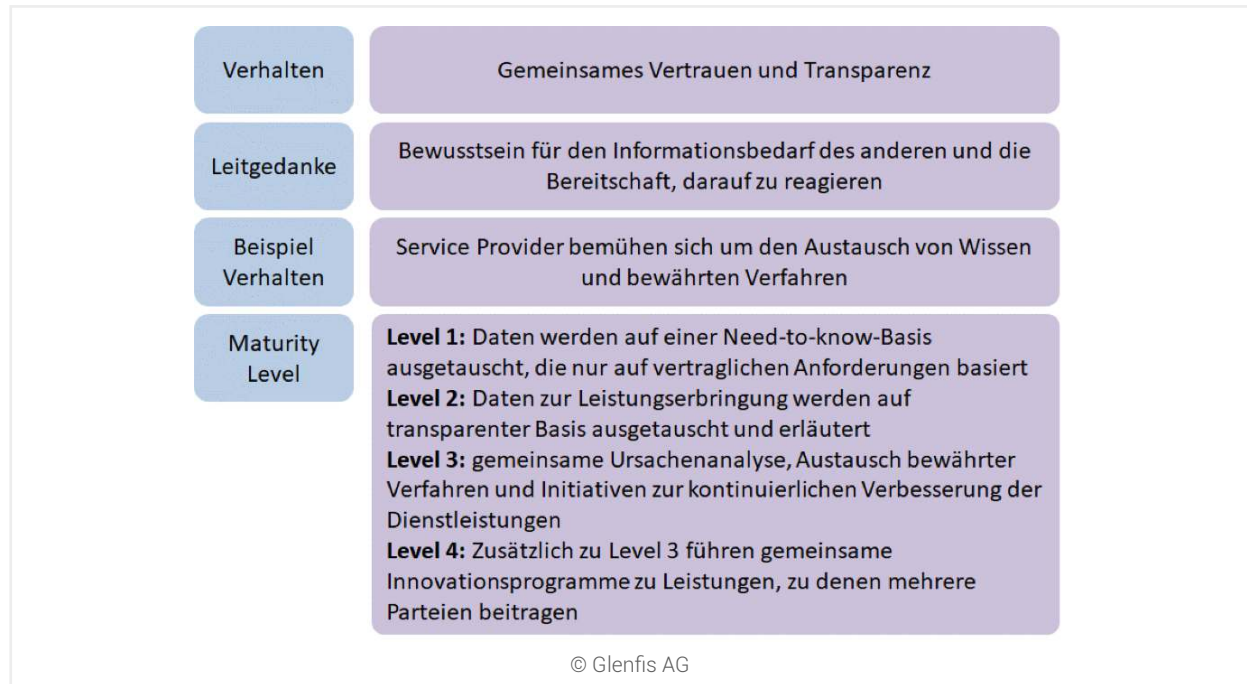 Verhalten
Gemeinsames Vertrauen und Transparenz
Leitgedanke
Bewusstsein für den Informationsbedarf des anderen und die
Bereitschaft, darauf zu reagieren
Beispiel
Verhalten
Service Provider bemühen sich um den Austausch von Wissen
und bewährten Verfahren
Maturity
Level
Level 1: Daten werden auf einer Need-to-know-Basis
ausgetauscht, die nur auf vertraglichen Anforderungen basiert
Level 2: Daten zur Leistungserbringung werden auf
transparenter Basis ausgetauscht und erläutert
Level 3: gemeinsame Ursachenanalyse, Austausch bewährter
Verfahren und Initiativen zur kontinuierlichen Verbesserung der
Dienstleistungen
Level 4: Zusätzlich zu Level 3 führen gemeinsame
Innovationsprogramme zu Leistungen, zu denen mehrere
Parteien beitragen
© Glenfis AG